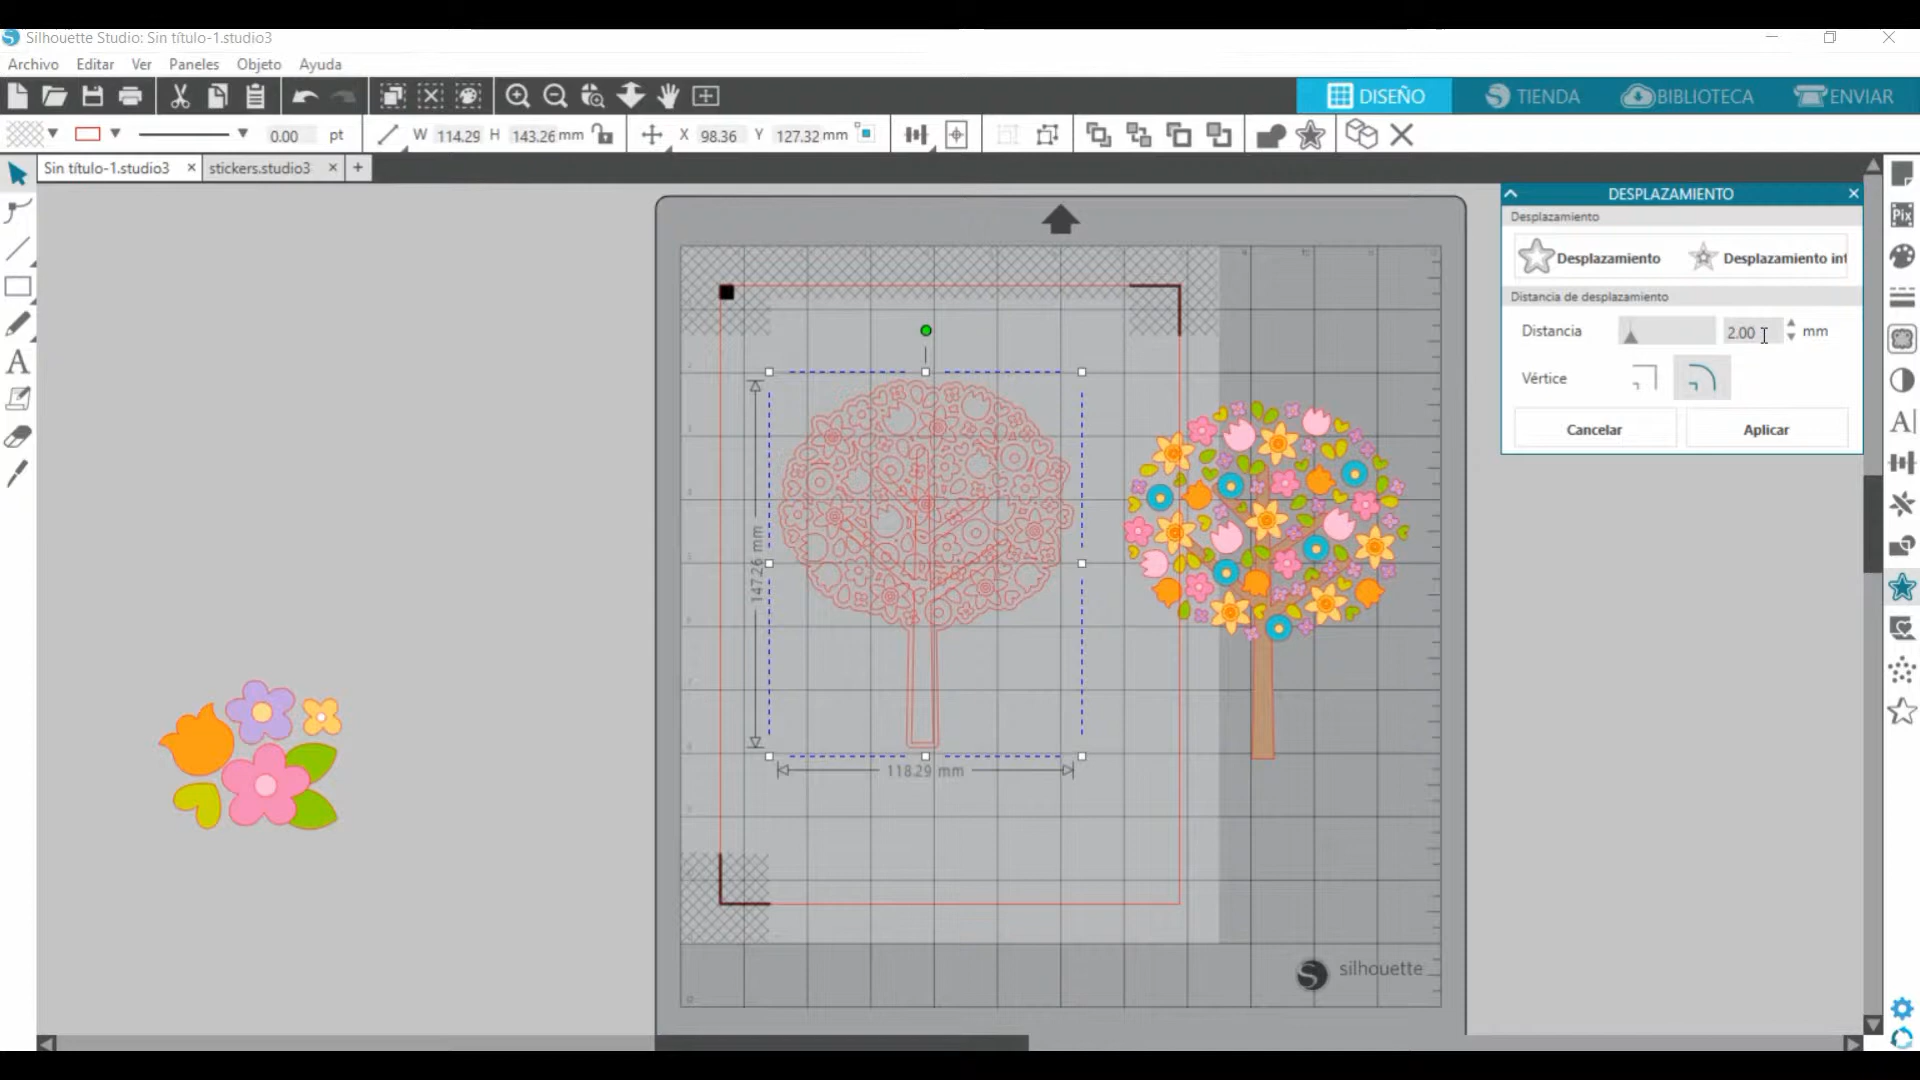 Silhouette Studio: Sin título-1.studio3
Archivo Editar Ver Paneles Objeto Ayuda
DISEÑO TIENDA BIBLIOTECA ENVIAR
0.00 pt W 114.29 H 143.26 mm X 98.36 Y 127.32 mm
Sin título-1.studio3 × stickers.studio3 × +
DESPLAZAMIENTO
Desplazamiento
Desplazamiento Desplazamiento int
Distancia de desplazamiento
Distancia 2.00 mm
Vértice
Cancelar Aplicar
Pix
147.26 mm
118.29 mm
silhouette